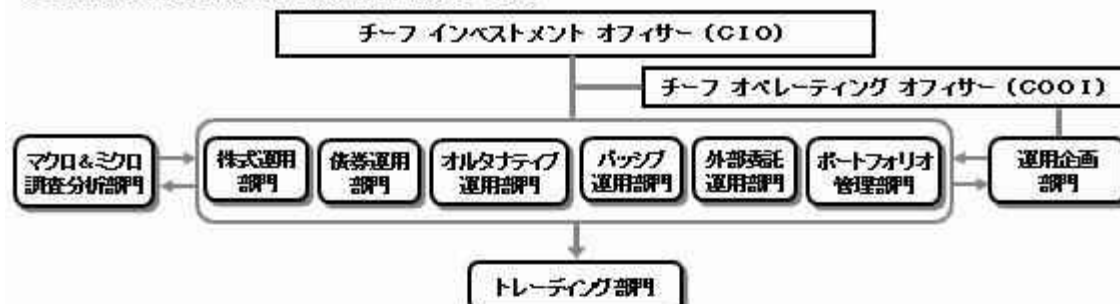 チーフ インベストメント オフィサー (CIO)
チーフ オペレーティング オフィサー (COOI)
マクロ&ミクロ
調査分析部門
株式運用
部門
債券運用
部門
オルタナティブ
運用部門
パッシブ
運用部門
外部委託
運用部門
ポートフォリオ
管理部門
運用企画
部門
トレーディング部門